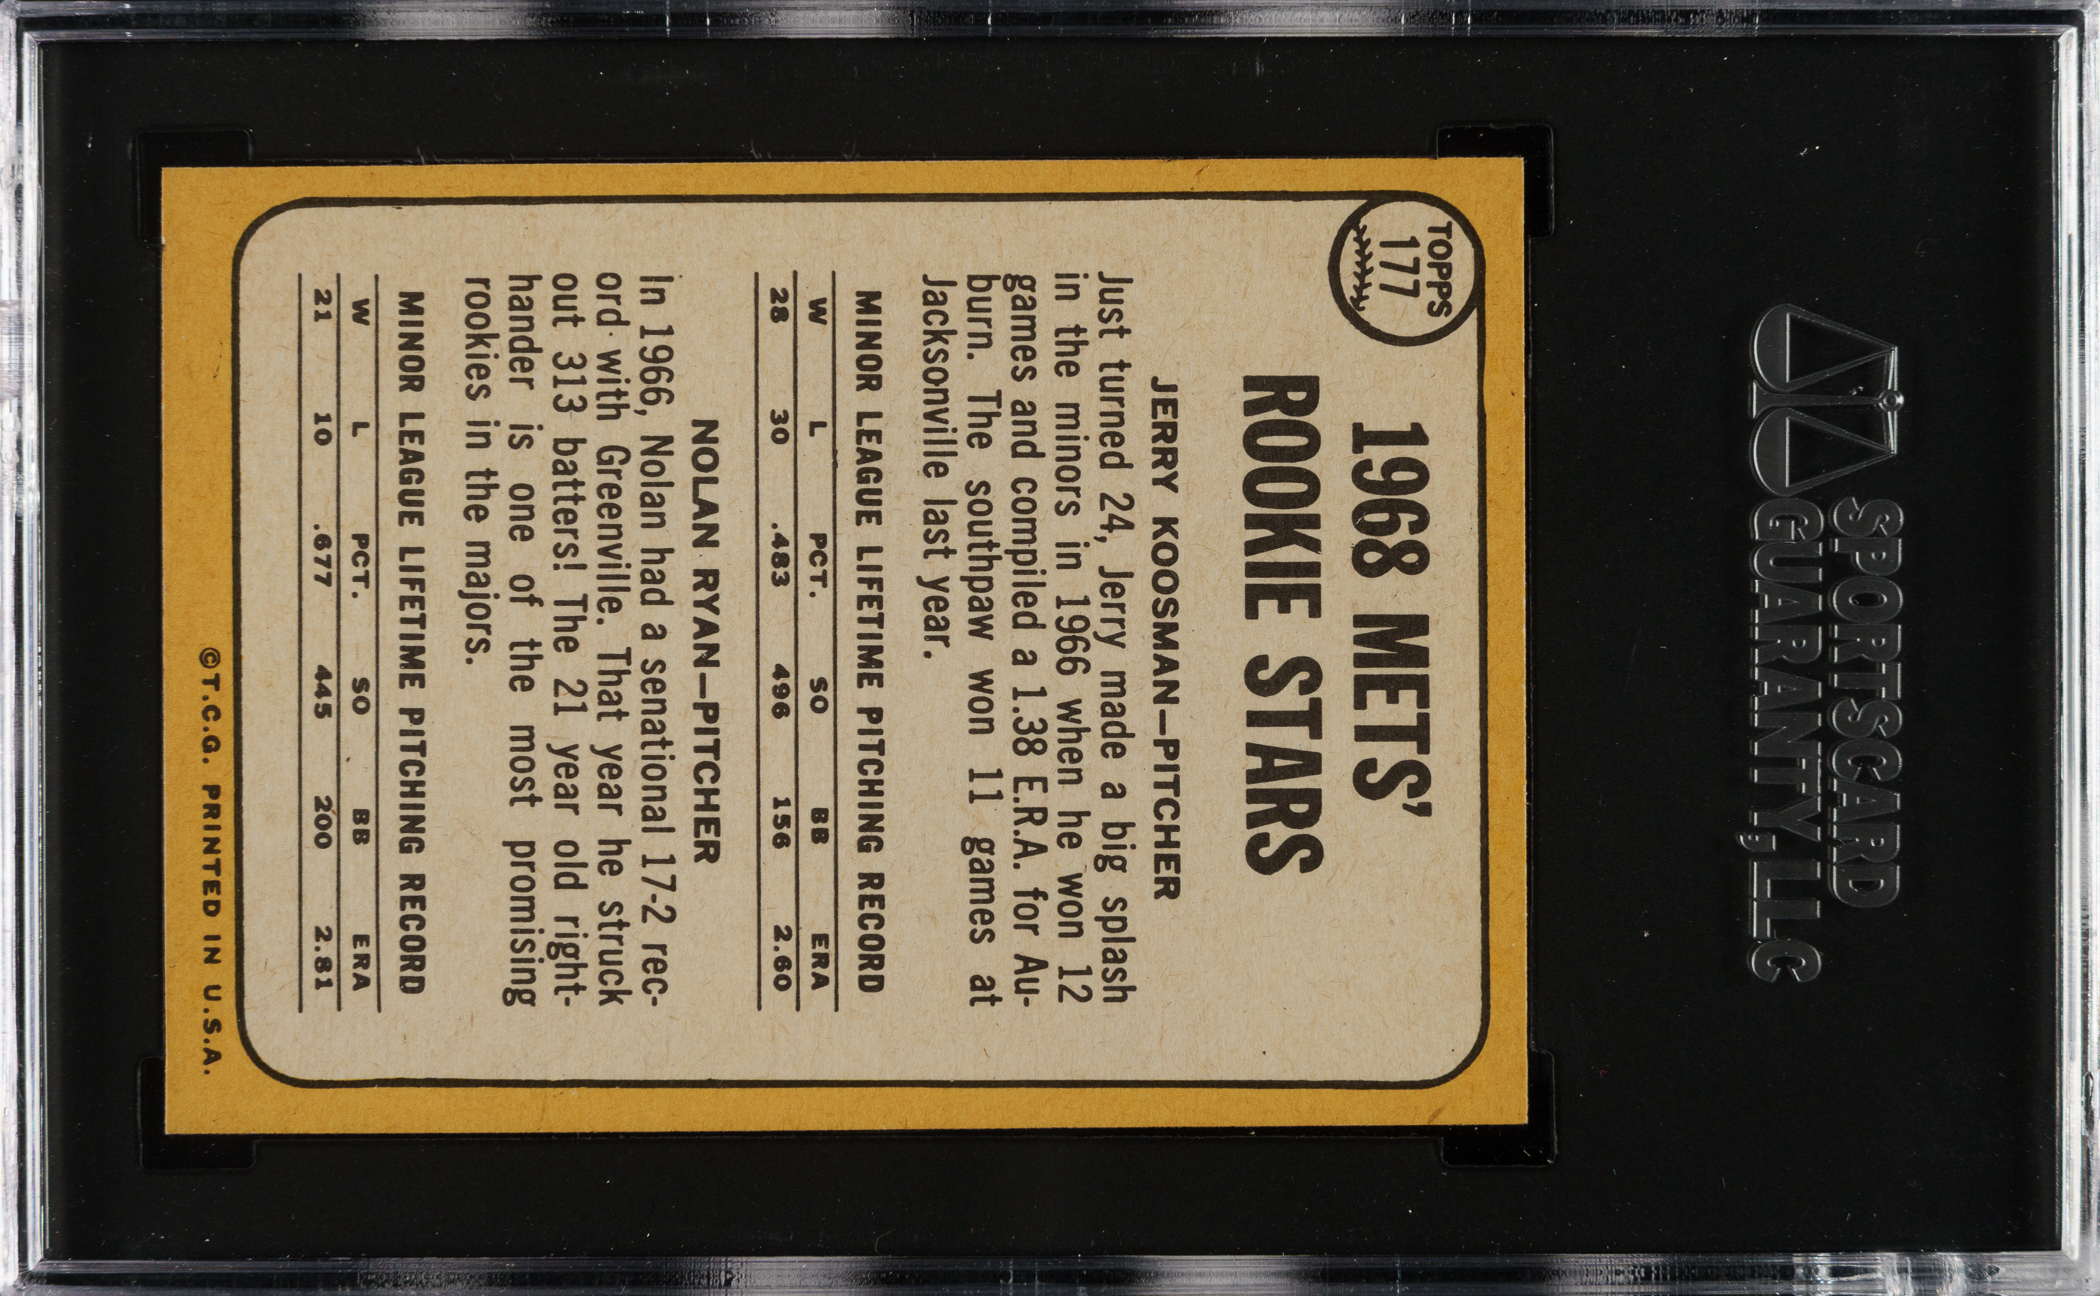 SPORTSCARD
GUARANTY, LLC
TOPPS
177
1968 METS'
ROOKIE STARS
JERRY KOOSMAN—PITCHER
Just turned 24, Jerry made a big splash
in the minors in 1966 when he won 12
games and compiled a 1.38 E.R.A. for Au-
burn. The southpaw won 11 games at
Jacksonville last year.
MINOR LEAGUE LIFETIME PITCHING RECORD
W L PCT. SO BB ERA
28 30 .483 496 156 2.60
NOLAN RYAN—PITCHER
In 1966, Nolan had a senational 17-2 rec-
ord with Greenville. That year he struck
out 313 batters! The 21 year old right-
hander is one of the most promising
rookies in the majors.
MINOR LEAGUE LIFETIME PITCHING RECORD
W L PCT. SO BB ERA
21 10 .677 445 200 2.81
©T.C.G. PRINTED IN U.S.A.